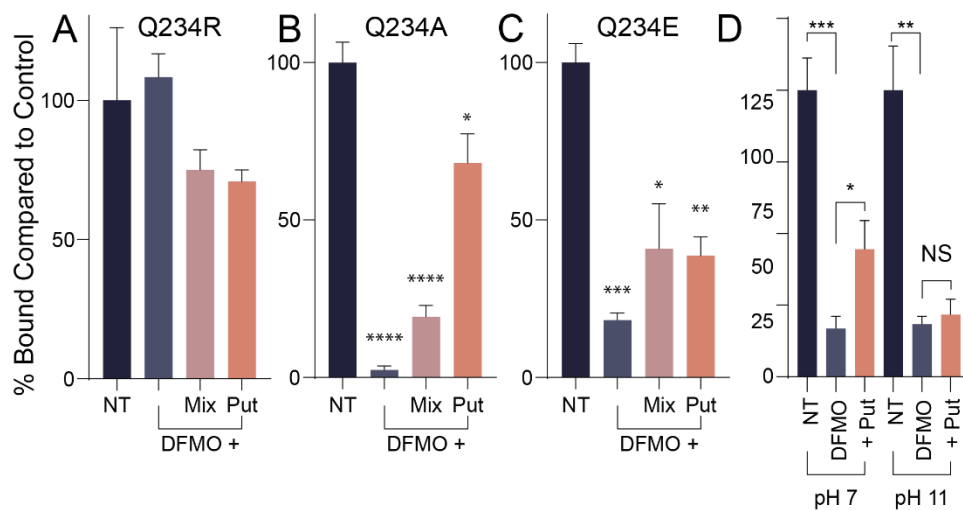 A Q234R
B Q234A
C Q234E
D
% Bound Compared to Control
100
50
0
NT
Mix
Put
DFMO +
100
50
0
*
****
****
NT
Mix
Put
DFMO +
100
50
0
*
**
***
NT
Mix
Put
DFMO +
125
100
75
50
25
0
***
**
*
NS
NT
DFMO
+ Put
NT
DFMO
+ Put
pH 7
pH 11